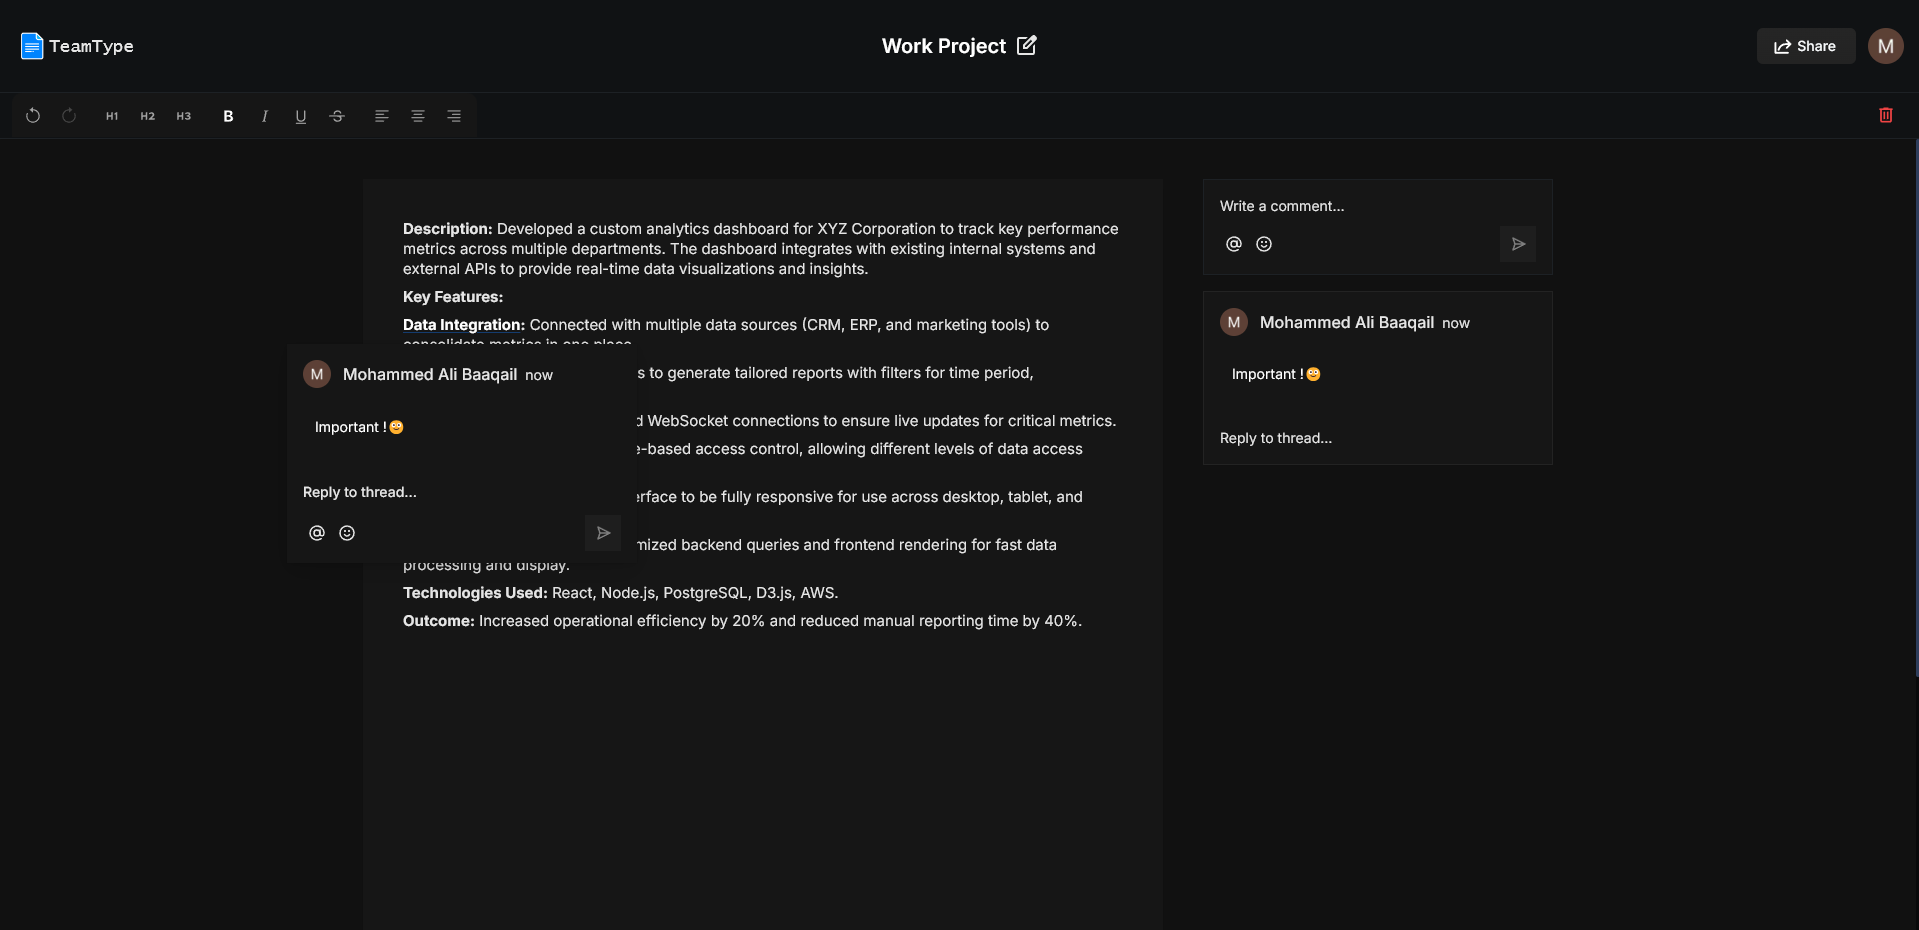 TeamType
Work Project
Share
M
H1 H2 H3 B I U S
Description: Developed a custom analytics dashboard for XYZ Corporation to track key performance
metrics across multiple departments. The dashboard integrates with existing internal systems and
external APIs to provide real-time data visualizations and insights.
Key Features:
Data Integration: Connected with multiple data sources (CRM, ERP, and marketing tools) to
consolidate metrics in one place.
s to generate tailored reports with filters for time period,
WebSocket connections to ensure live updates for critical metrics.
-based access control, allowing different levels of data access
erface to be fully responsive for use across desktop, tablet, and
mized backend queries and frontend rendering for fast data
processing and display.
Technologies Used: React, Node.js, PostgreSQL, D3.js, AWS.
Outcome: Increased operational efficiency by 20% and reduced manual reporting time by 40%.
M
Mohammed Ali Baaqail now
Important !🙄
Reply to thread…
@
Write a comment…
@
M
Mohammed Ali Baaqail now
Important !🙄
Reply to thread…